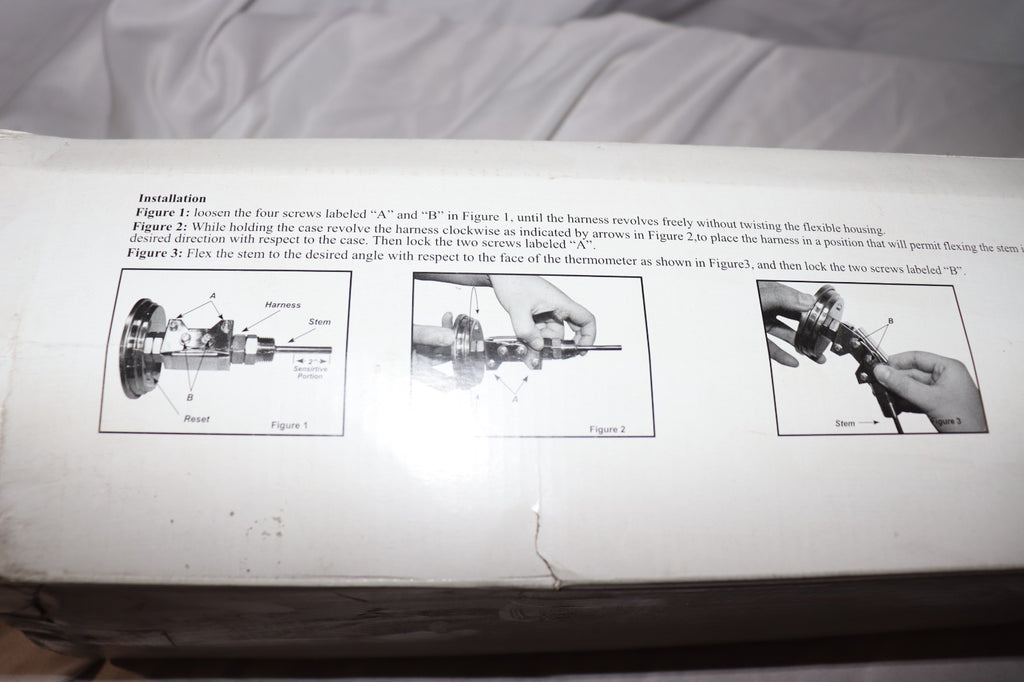 Installation
Figure 1: loosen the four screws labeled “A” and “B” in Figure 1, until the harness revolves freely without twisting the flexible housing.
Figure 2: While holding the case revolve the harness clockwise as indicated by arrows in Figure 2,to place the harness in a position that will permit flexing the stem
desired direction with respect to the case. Then lock the two screws labeled “A”.
Figure 3: Flex the stem to the desired angle with respect to the face of the thermometer as shown in Figure3, and then lock the two screws labeled “B”.
A
Harness
Stem
2"
Sensirtive
Portion
B
Reset
Figure 1
A
Figure 2
B
Stem
Figure 3